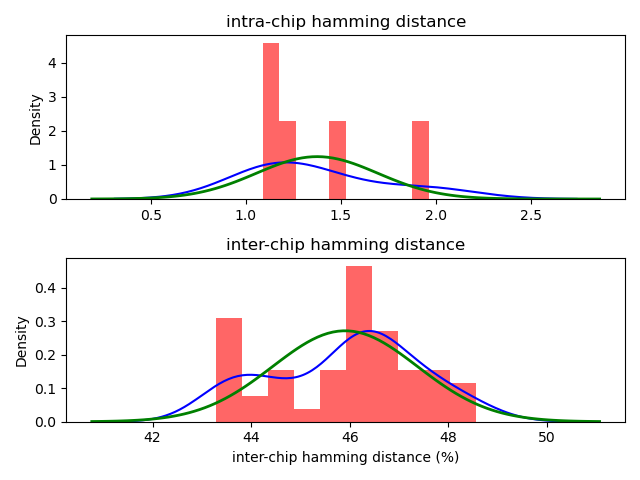 intra-chip hamming distance
4
3
2
1
0
Density
0.5 1.0 1.5 2.0 2.5
inter-chip hamming distance
0.4
0.3
0.2
0.1
0.0
Density
42 44 46 48 50
inter-chip hamming distance (%)